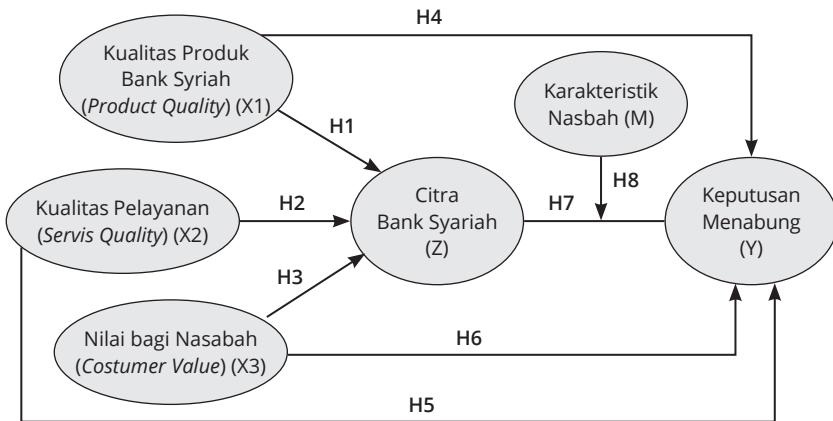 H4
Kualitas Produk
Bank Syriah
(Product Quality) (X1)
Karakteristik
Nasbah (M)
H1
H8
Kualitas Pelayanan
(Servis Quality) (X2)
H2
Citra
Bank Syariah
(Z)
H7
Keputusan
Menabung
(Y)
H3
Nilai bagi Nasabah
(Costumer Value) (X3)
H6
H5